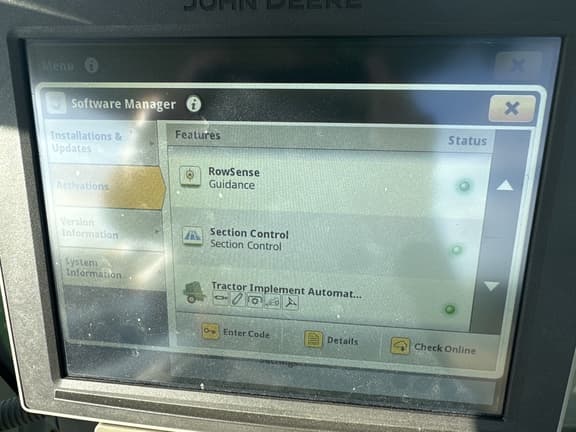 JOHN DEERE
Menu
Software Manager
Installations &
Updates
Activations
Version
Information
System
Information
Features
Status
RowSense
Guidance
Section Control
Section Control
Tractor Implement Automat...
Enter Code
Details
Check Online
Settings